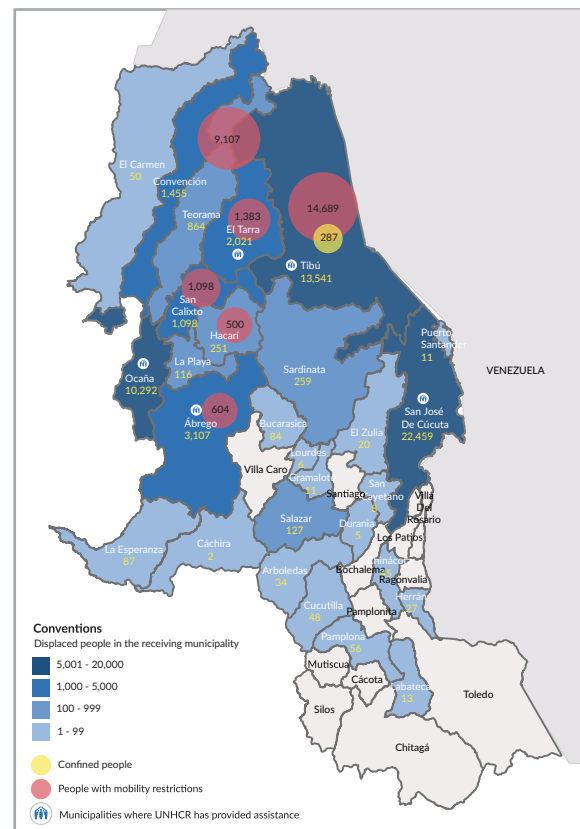 9,107
El Carmen
50
Convención
1,455
Teorama
864
1,383
El Tarra
2,021
14,689
287
Tibú
13,541
1,098
San
Calixto
1,098
500
Hacarí
251
La Playa
116
Ocaña
10,292
604
Ábrego
3,107
Sardinata
259
Puerto
Santander
11
VENEZUELA
San José
De Cúcuta
22,459
Bucarasica
84
El Zulia
20
Lourdes
6
Gramalote
11
Villa Caro
Santiago
San
Cayetano
8
Villa
Del
Rosario
Salazar
127
Durania
5
Los Patios
La Esperanza
87
Cáchira
2
Arboledas
34
Bochalema
Ragonvalia
Cucutilla
48
Pamplonita
Herrán
27
Pamplona
56
Mutiscua
Cácota
Labateca
13
Toledo
Silos
Chitagá
Conventions
Displaced people in the receiving municipality
5,001 - 20,000
1,000 - 5,000
100 - 999
1 - 99
Confined people
People with mobility restrictions
Municipalities where UNHCR has provided assistance